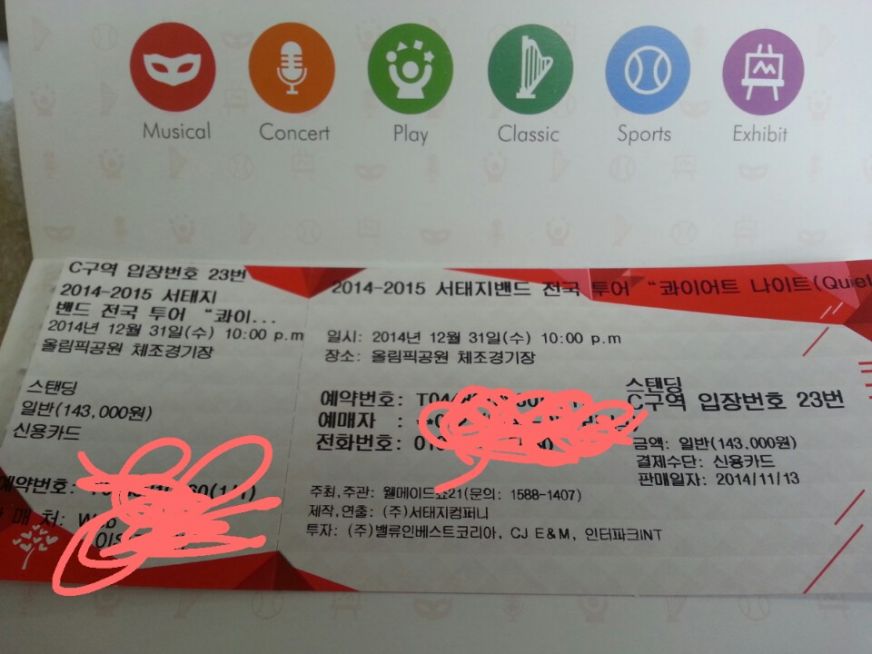 Musical Concert Play Classic Sports Exhibit
C구역 입장번호 23번
2014-2015 서태지
밴드 전국 투어 “콰이...
2014년 12월 31일(수) 10:00 p.m
올림픽공원 체조경기장
스탠딩
일반(143,000원)
신용카드
예약번호:
매 처: Web
2014-2015 서태지밴드 전국 투어 “콰이어트 나이트(Quiet
일시: 2014년 12월 31일(수) 10:00 p.m
장소: 올림픽공원 체조경기장
예약번호: T04
예매자 :
전화번호: 010
스탠딩
C구역 입장번호 23번
금액: 일반(143,000원)
결제수단: 신용카드
판매일자: 2014/11/13
주최,주관: 웰메이드쇼21(문의: 1588-1407)
제작,연출: (주)서태지컴퍼니
투자: (주)밸류인베스트코리아, CJ E&M, 인터파크INT